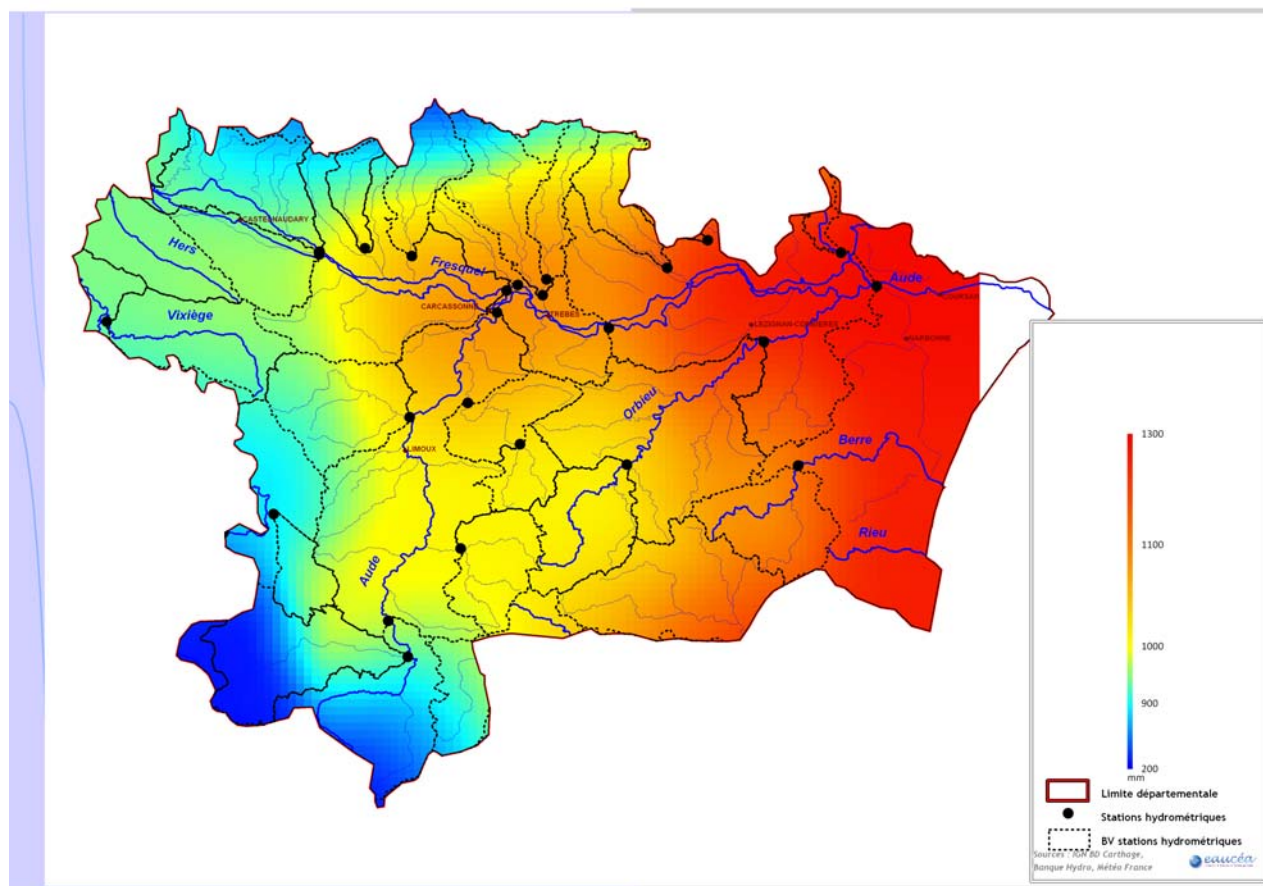 CASTELNAUDARY
Hers
Fresquel
Aude
COURSAN
Vixiège
CARCASSONNE
TREBES
LEZIGNAN-CORBIERES
NARBONNE
Orbieu
LIMOUX
Berre
Rieu
Aude
1300
1100
1000
900
200
mm
Limite départementale
Stations hydrométriques
BV stations hydrométriques
Sources : IGN BD Carthage,
Banque Hydro, Météo France
eaucéa